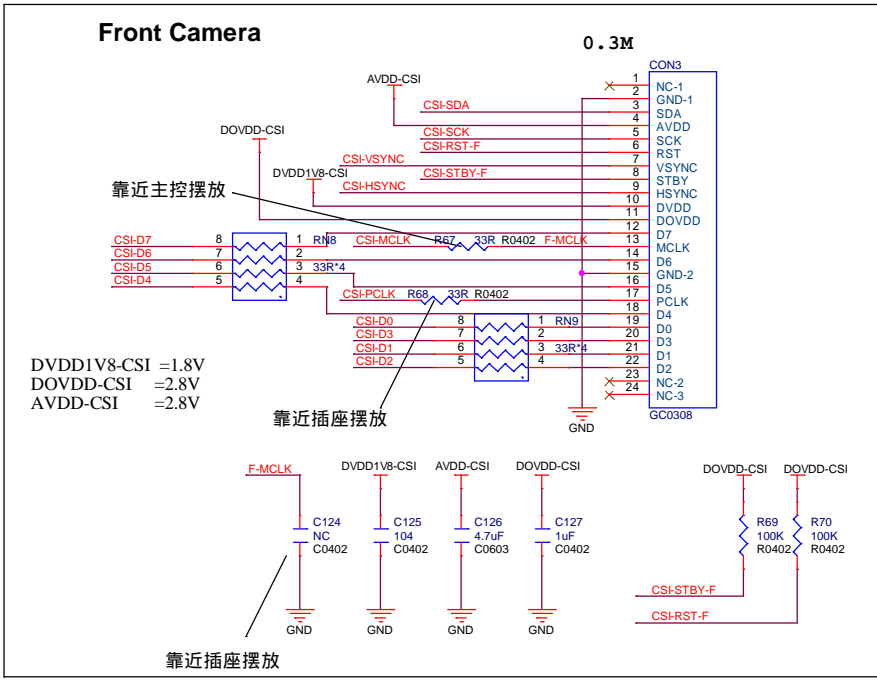 Front Camera
0.3M
CON3
AVDD-CSI
1 NC-1
2 GND-1
CSI-SDA 3 SDA
4 AVDD
DOVDD-CSI
CSI-SCK 5 SCK
CSI-RST-F 6 RST
CSI-VSYNC 7 VSYNC
DVDD1V8-CSI CSI-STBY-F 8 STBY
靠近主控摆放
CSI-HSYNC 9 HSYNC
10 DVDD
11 DOVDD
12 D7
CSI-D7 8 1 RN8 CSI-MCLK R67 33R R0402 F-MCLK 13 MCLK
CSI-D6 7 2 14 D6
CSI-D5 6 3 33R*4 15 GND-2
CSI-D4 5 4 16 D5
CSI-PCLK R68 33R R0402 17 PCLK
18 D4
CSI-D0 8 1 RN9 19 D0
CSI-D3 7 2 20 D3
CSI-D1 6 3 33R*4 21 D1
CSI-D2 5 4 22 D2
23 NC-2
24 NC-3
DVDD1V8-CSI =1.8V
DOVDD-CSI =2.8V
AVDD-CSI =2.8V
靠近插座摆放
GND
GC0308
F-MCLK DVDD1V8-CSI AVDD-CSI DOVDD-CSI DOVDD-CSI DOVDD-CSI
C124 C125 C126 C127 R69 R70
NC 104 4.7uF 1uF 100K 100K
C0402 C0402 C0603 C0402 R0402 R0402
CSI-STBY-F
CSI-RST-F
GND GND GND GND
靠近插座摆放